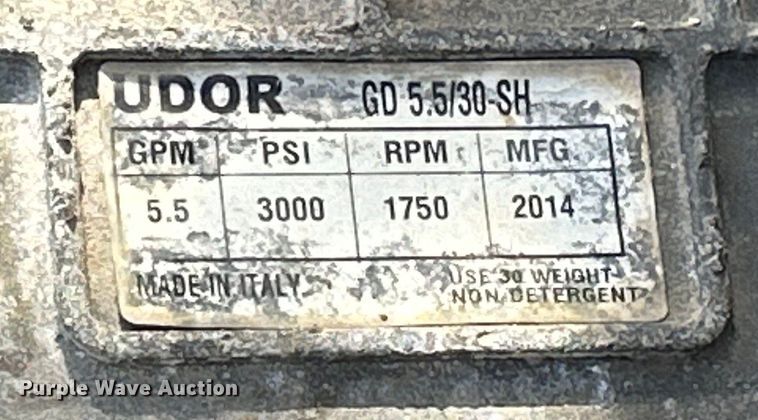 UDOR GD 5.5/30-SH
GPM PSI RPM MFG.
5.5 3000 1750 2014
MADE IN ITALY USE 30 WEIGHT
NON DETERGENT
Purple Wave Auction